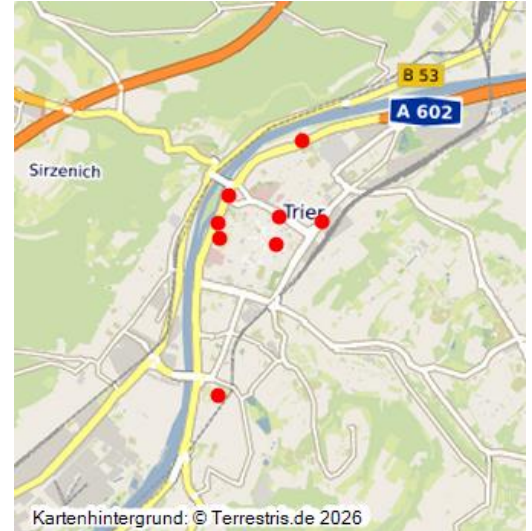 B 53
A 602
Sirzenich
Trier
Kartenhintergrund: © Terrestris.de 2026